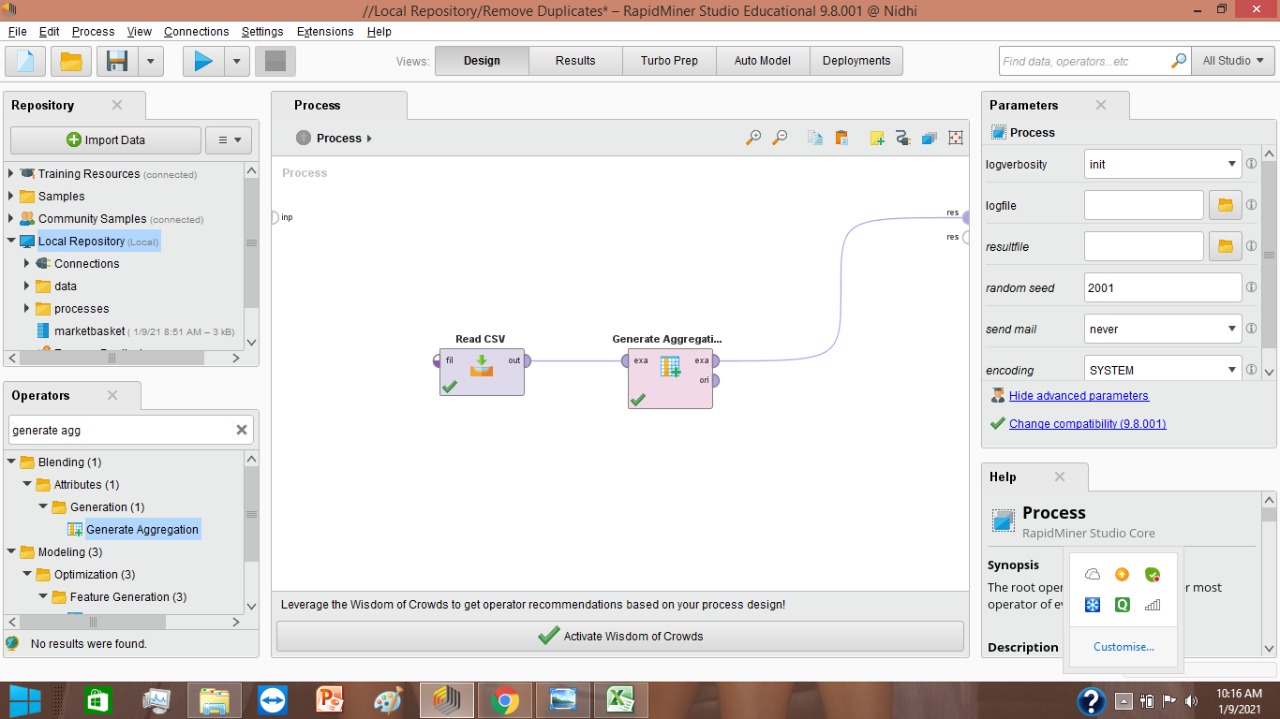 //Local Repository/Remove Duplicates* – RapidMiner Studio Educational 9.8.001 @ Nidhi
File Edit Process View Connections Settings Extensions Help
Views: Design Results Turbo Prep Auto Model Deployments
Find data, operators...etc
All Studio
Repository
Import Data
Training Resources (connected)
Samples
Community Samples (connected)
Local Repository (Local)
Connections
data
processes
marketbasket ( 1/9/21 8:51 AM – 3 kB)
Operators
generate agg
Blending (1)
Attributes (1)
Generation (1)
Generate Aggregation
Modeling (3)
Optimization (3)
Feature Generation (3)
No results were found.
Process
Process
Process
inp
res
res
Read CSV
fil
out
Generate Aggregati...
exa
exa
ori
Leverage the Wisdom of Crowds to get operator recommendations based on your process design!
Activate Wisdom of Crowds
Parameters
Process
logverbosity init
logfile
resultfile
random seed 2001
send mail never
encoding SYSTEM
Hide advanced parameters
Change compatibility (9.8.001)
Help
Process
RapidMiner Studio Core
Synopsis
The root oper r most
operator of e
Description
Customise...
10:16 AM
1/9/2021